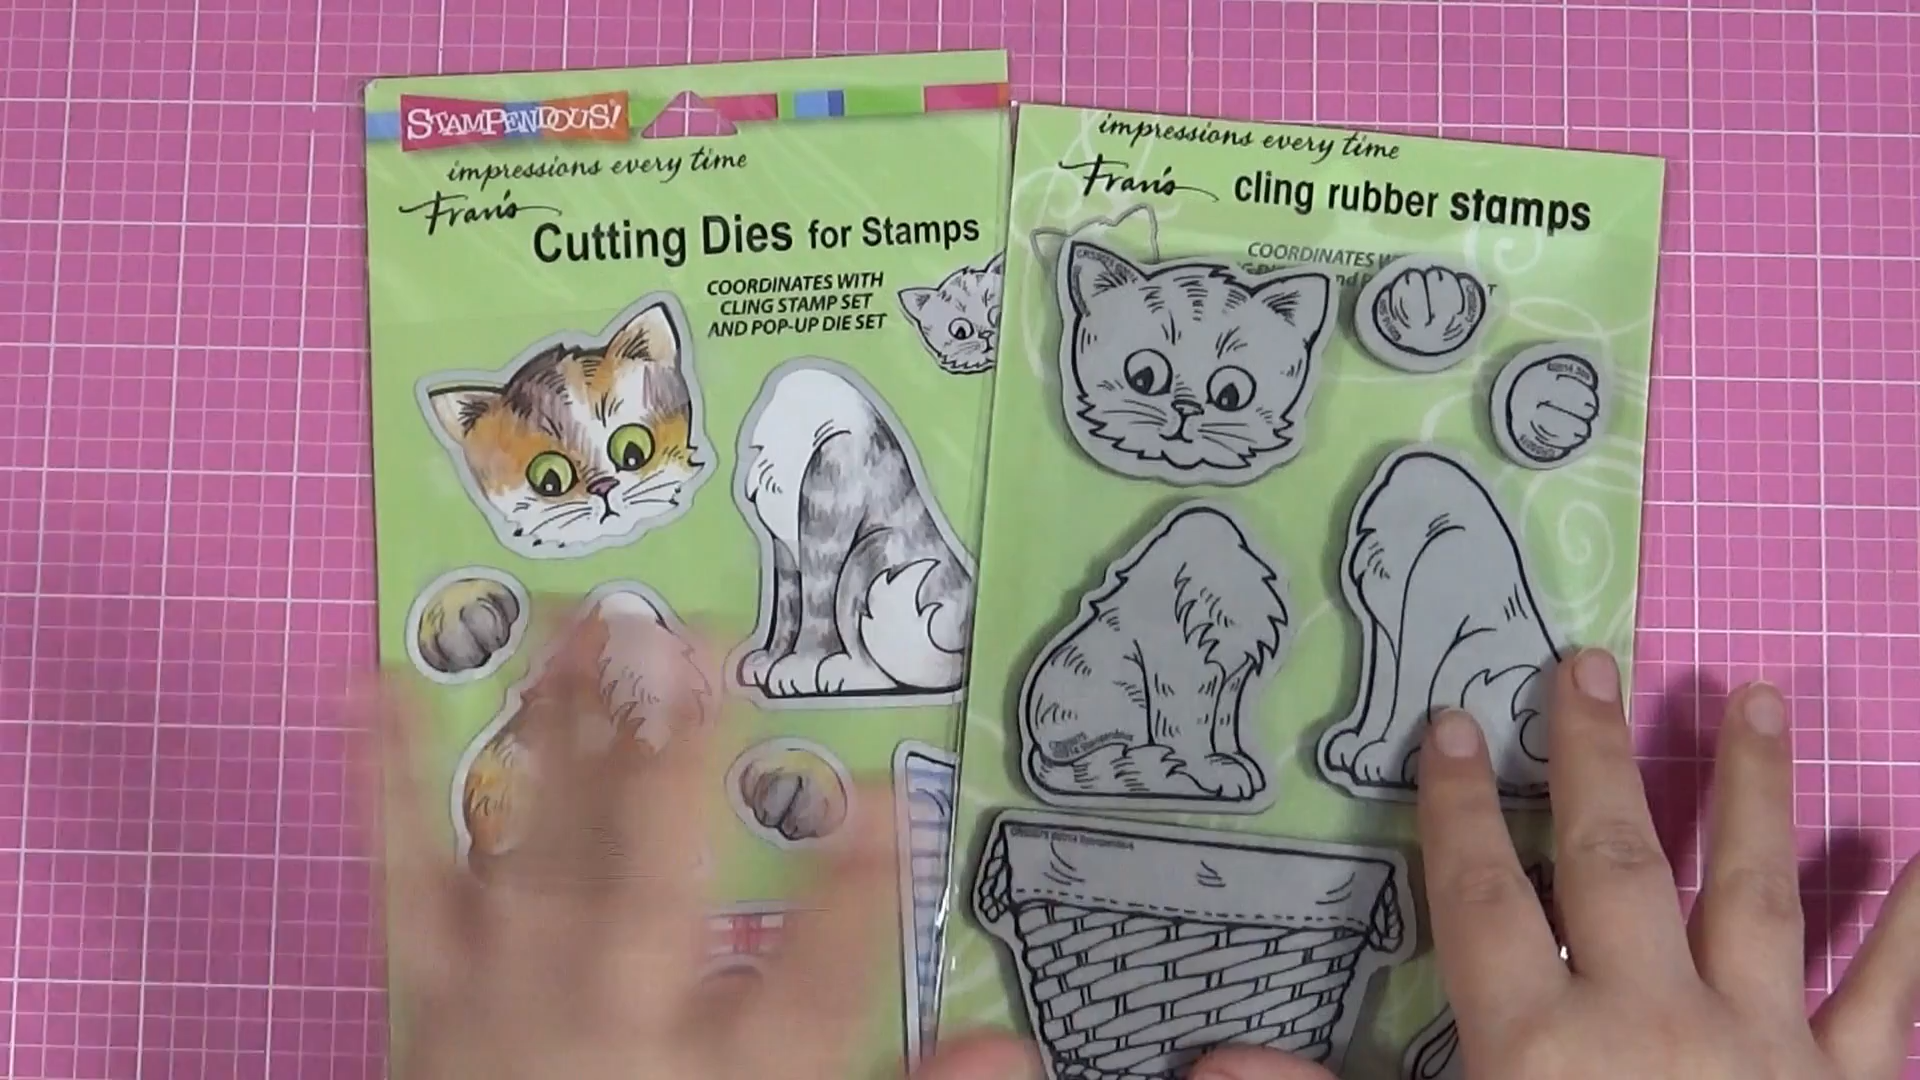 STAMPENDOUS!
impressions every time
Fran's
Cutting Dies for Stamps
COORDINATES WITH
CLING STAMP SET
AND POP-UP DIE SET
impressions every time
Fran's cling rubber stamps
COORDINATES